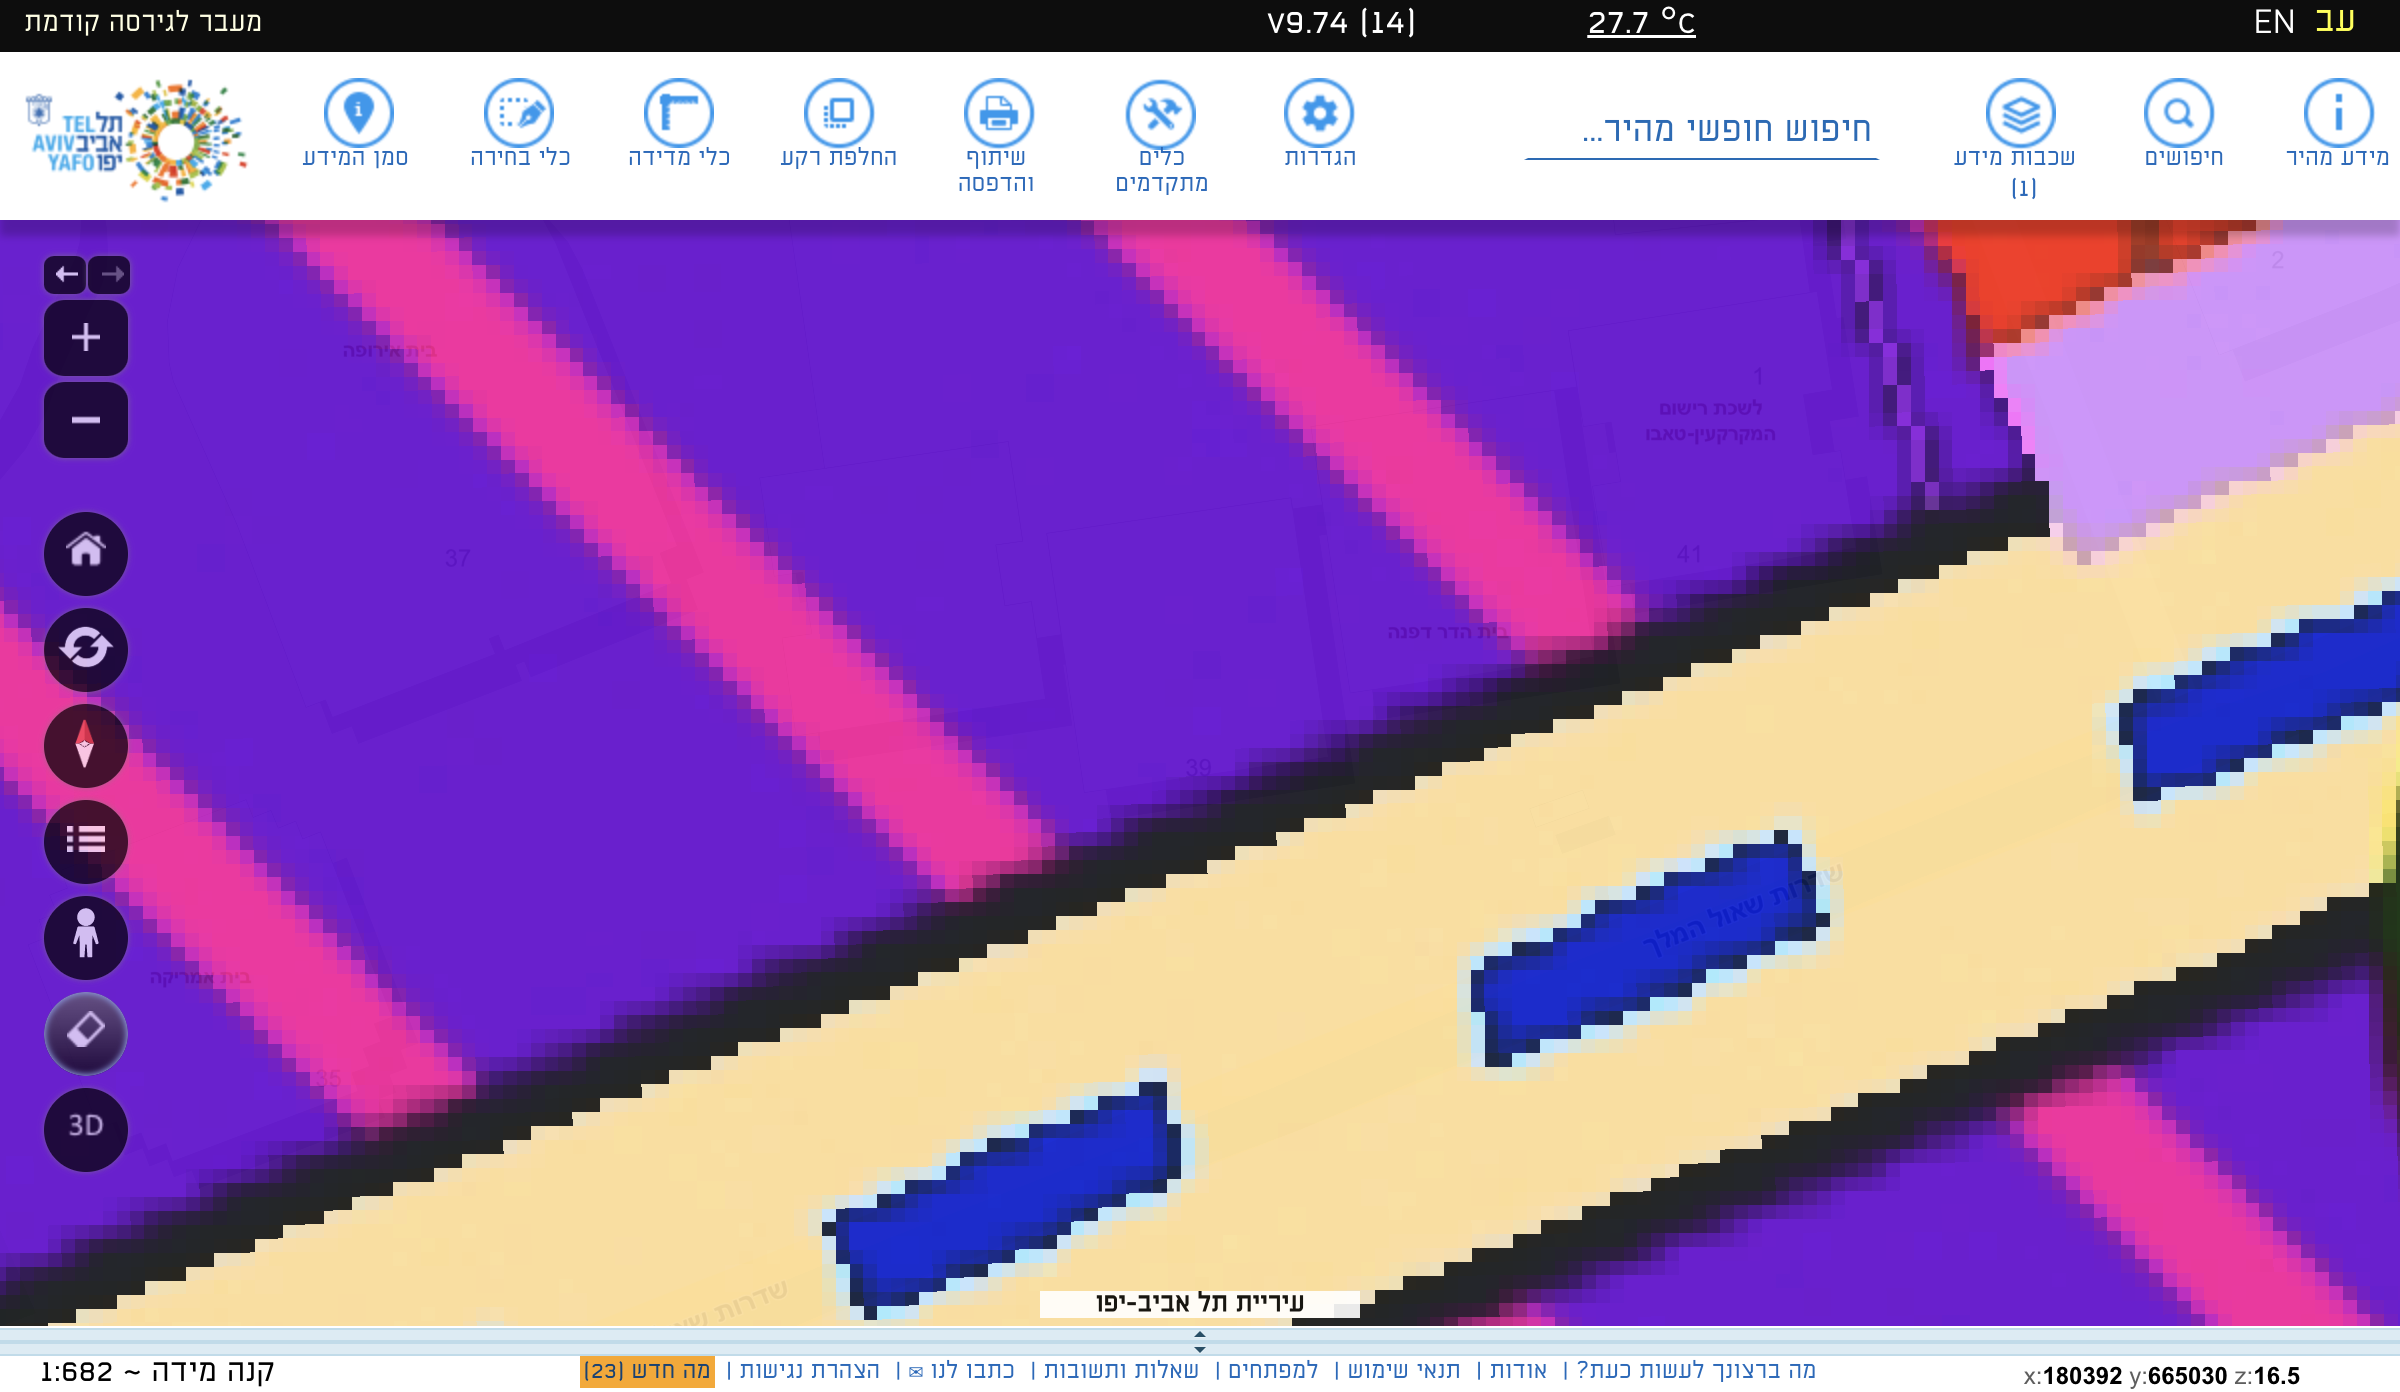 עב EN
27.7 °C
V9.74 (14)
מעבר לגירסה קודמת
מידע מהיר
חיפושים
שכבות מידע
(1)
חיפוש חופשי מהיר...
הגדרות
כלים
מתקדמים
שיתוף
והדפסה
החלפת רקע
כלי מדידה
כלי בחירה
סמן המידע
תל
אביב
יפו
TEL
AVIV
YAFO
2
בית אירופה
1
לשכת רישום
המקרקעין-טאבו
37
41
בית הדר דפנה
39
שדרות שאול המלך
בית אמריקה
35
3D
שדרות
עיריית תל אביב-יפו
מה ברצונך לעשות כעת? | אודות | תנאי שימוש | למפתחים | שאלות ותשובות | כתבו לנו ✉ | הצהרת נגישות | מה חדש (23)
קנה מידה ~ 1:682
x:180392 y:665030 z:16.5